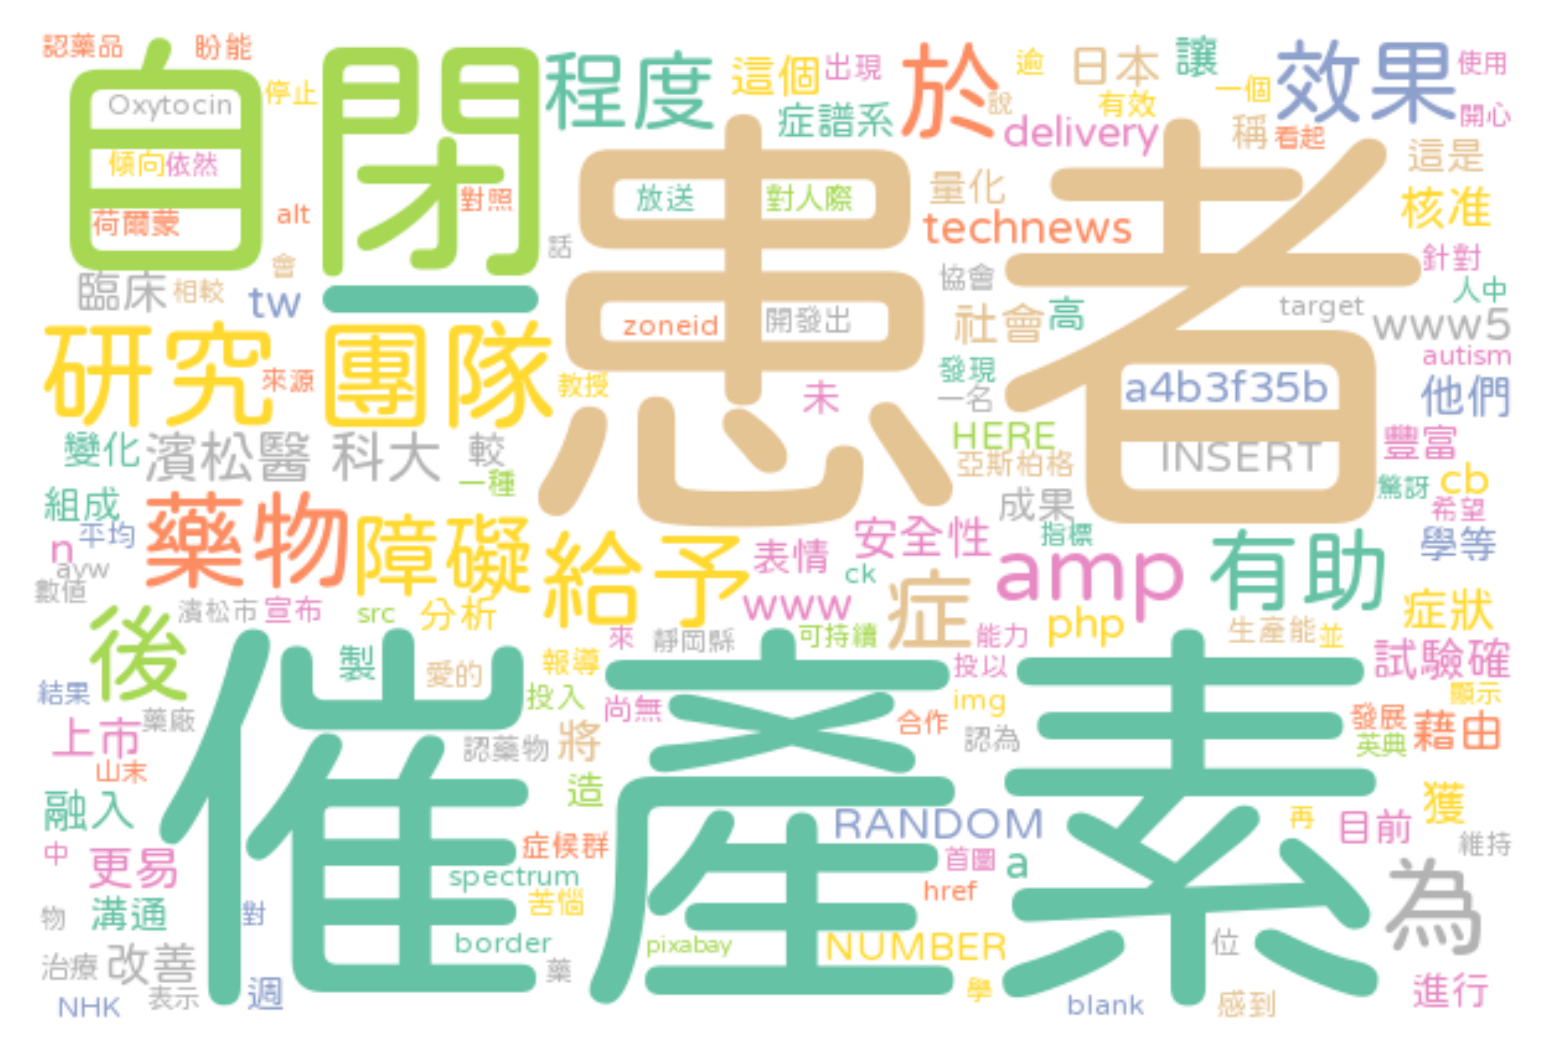 認藥品 盼能
自閉 程度 這個 出現 於 逾 日本 讓 效果 使用
Oxytocin 停止 症譜系 說 有效 一個 開心
delivery 稱 看起
傾向 依然 這是
對照 放送 對人際 量化 核准
荷爾蒙 alt technews
話 針對
會 協會
臨床 相較 tw 人中
一
患者
zoneid 開發出 社會 高 target www5
研究 團隊 來源 教授 發現 autism
未 一名 a4b3f35b 他們
變化 濱松醫 科大 較 HERE 豐富
一種 亞斯柏格 INSERT
組成 成果 驚訝 cb
希望
藥物 障礙 給予 表情 安全性 指標 amp 有助 學等
n 平均
ayw ck
數值 濱松市 宣布 src 分析 www 症 php 症狀
後 來 靜岡縣 可持續 能力 生產能 並
製 愛的 報導 投以 試驗確
結果 投入 尚無 img 顯示
上市 藥廠 認藥物 將 合作 認為 發展 藉由
山末 英典
催產素
融入 造 RANDOM 再 目前 獲
中 更易 症候群 首圖 a 維持
spectrum href 為
物 溝通 對 苦惱
border pixabay NUMBER 位
治療 改善 藥
表示 週 學 進行
NHK blank 感到